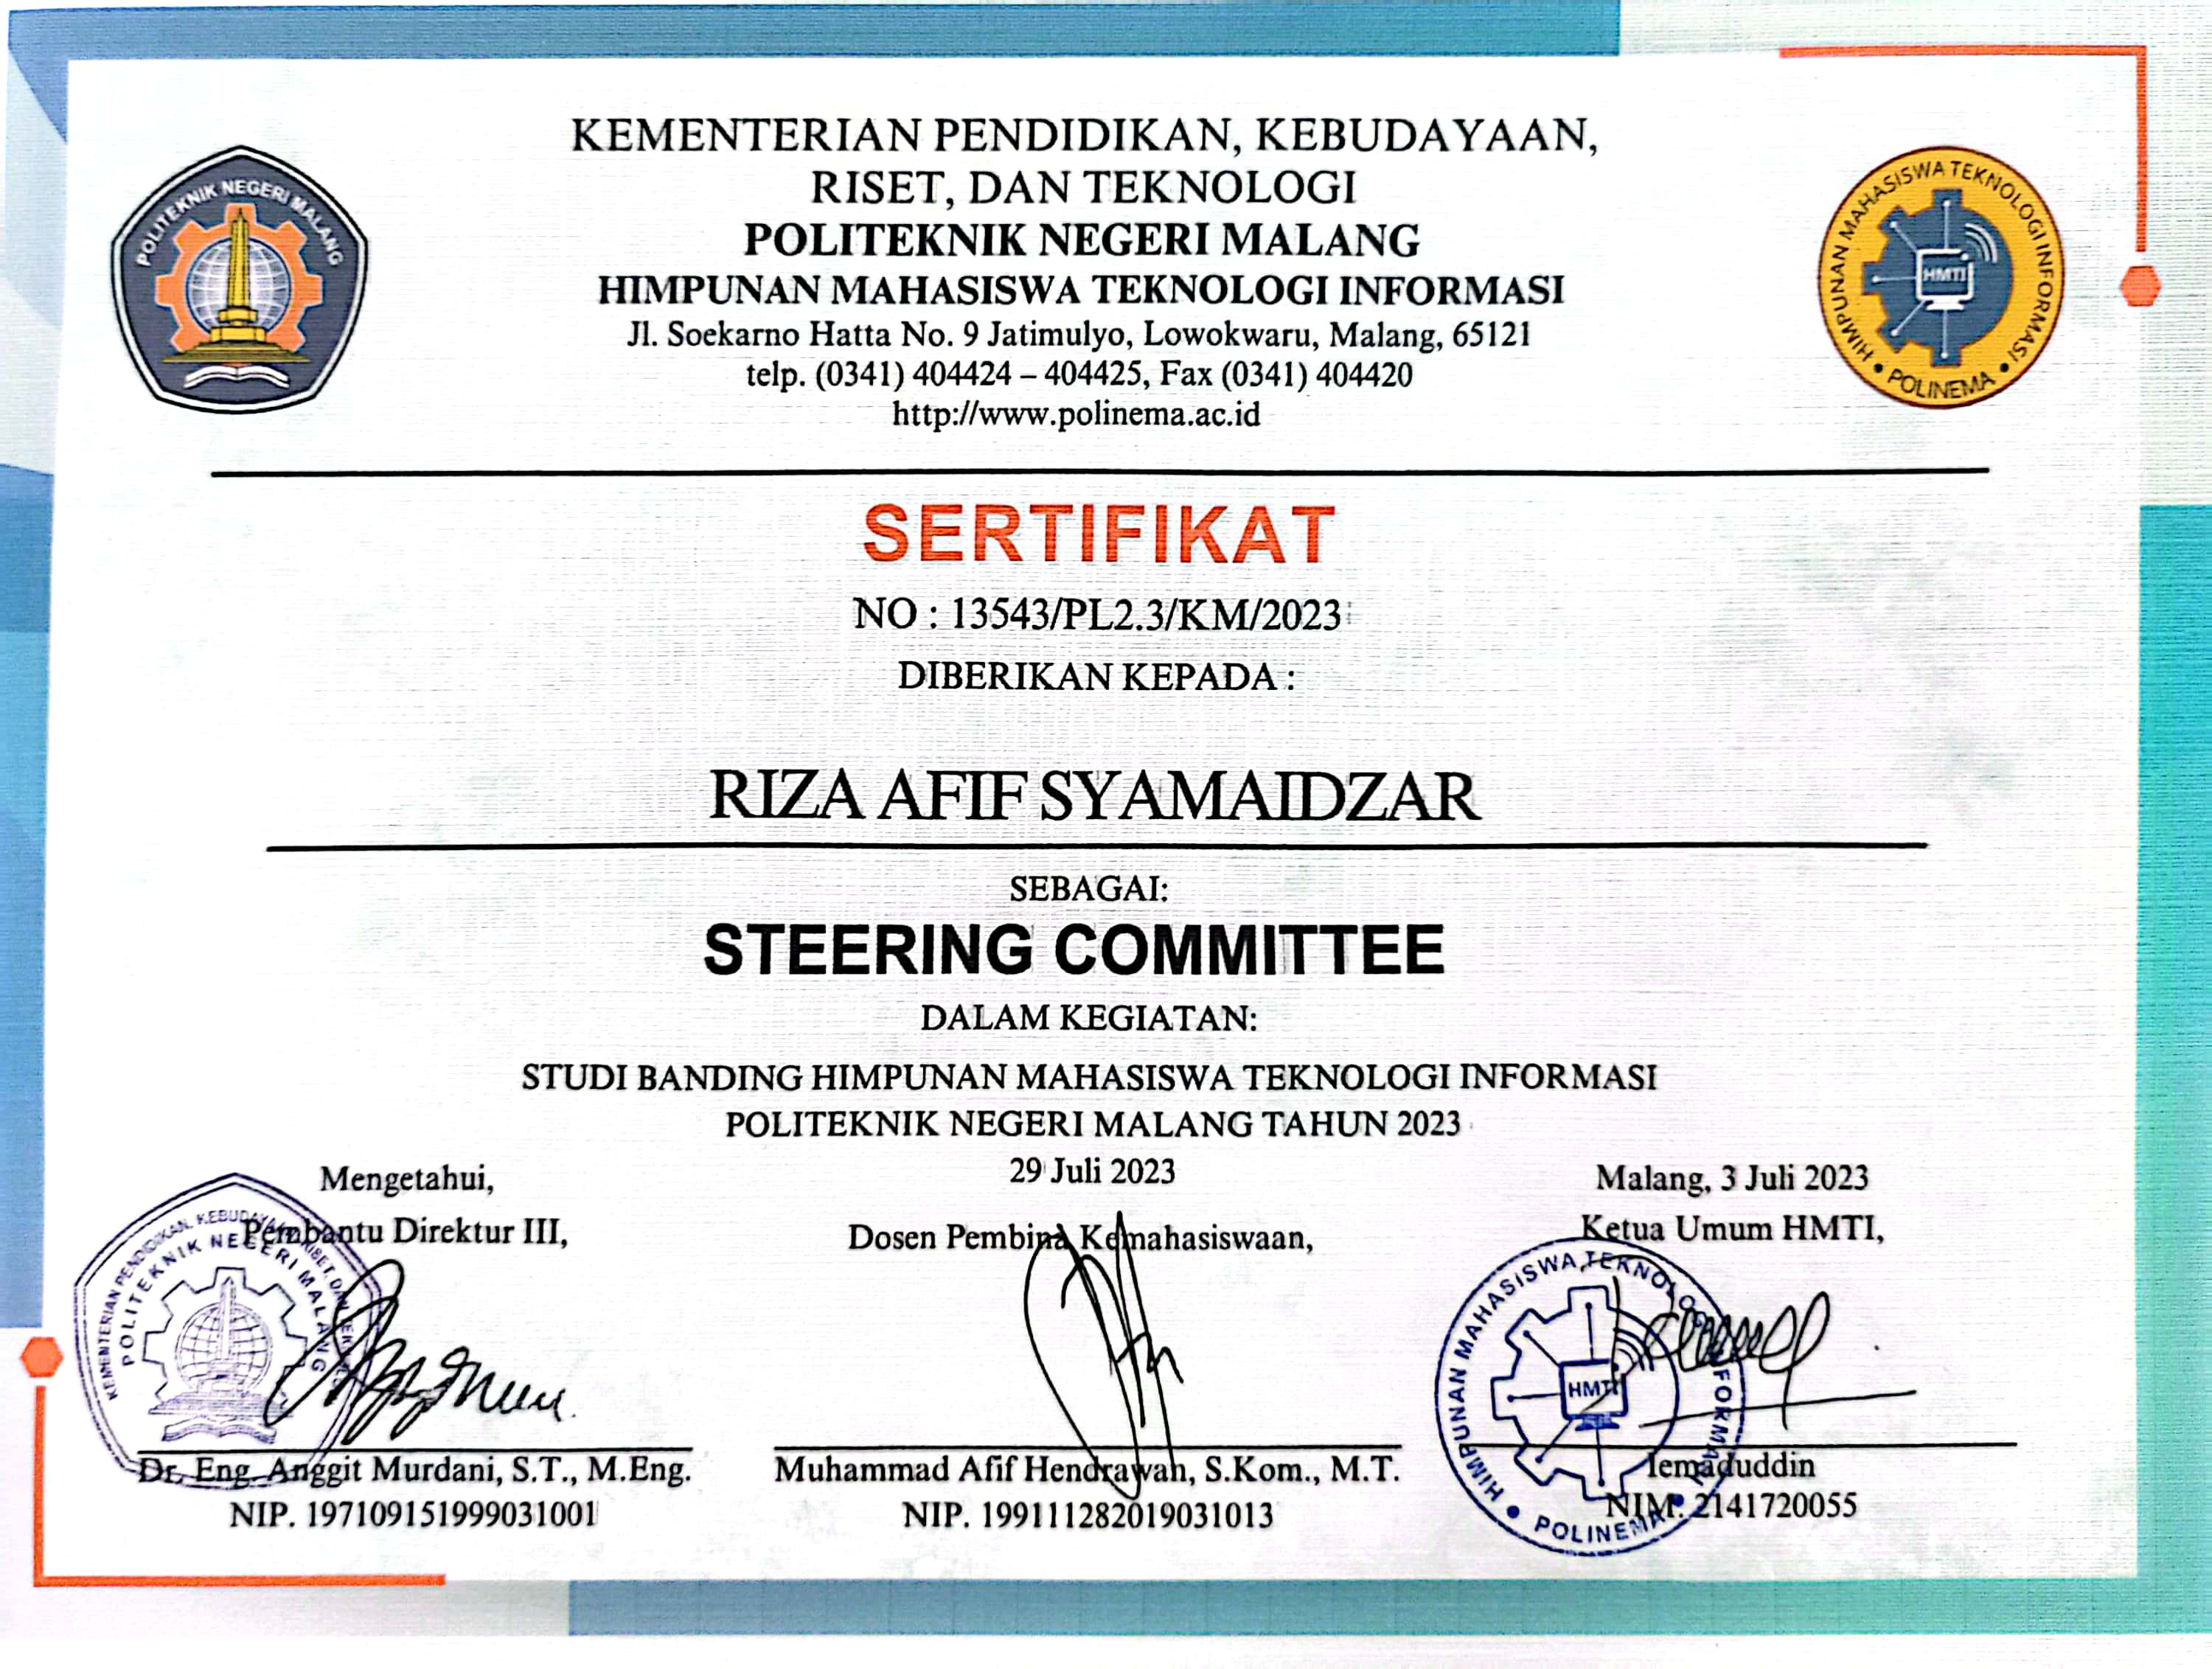 KEMENTERIAN PENDIDIKAN, KEBUDAYAAN,
RISET, DAN TEKNOLOGI
POLITEKNIK NEGERI MALANG
HIMPUNAN MAHASISWA TEKNOLOGI INFORMASI
Jl. Soekarno Hatta No. 9 Jatimulyo, Lowokwaru, Malang, 65121
telp. (0341) 404424 – 404425, Fax (0341) 404420
http://www.polinema.ac.id
POLITEKNIK NEGERI MALANG
HIMPUNAN MAHASISWA TEKNOLOGI INFORMASI
• POLINEMA •
HMTI
SERTIFIKAT
NO : 13543/PL2.3/KM/2023
DIBERIKAN KEPADA :
RIZA AFIF SYAMAIDZAR
SEBAGAI:
STEERING COMMITTEE
DALAM KEGIATAN:
STUDI BANDING HIMPUNAN MAHASISWA TEKNOLOGI INFORMASI
POLITEKNIK NEGERI MALANG TAHUN 2023
29 Juli 2023
Mengetahui,
Pembantu Direktur III,
KEMENTERIAN PENDIDIKAN, KEBUDAYAAN, RISET, DAN
POLITEKNIK NEGERI MALANG
Dr. Eng. Anggit Murdani, S.T., M.Eng.
NIP. 197109151999031001
Dosen Pembina Kemahasiswaan,
Muhammad Afif Hendrawan, S.Kom., M.T.
NIP. 199111282019031013
Malang, 3 Juli 2023
Ketua Umum HMTI,
HIMPUNAN MAHASISWA TEKNOLOGI INFORMASI
HMTI
• POLINEMA •
Iemaduddin
NIM. 2141720055